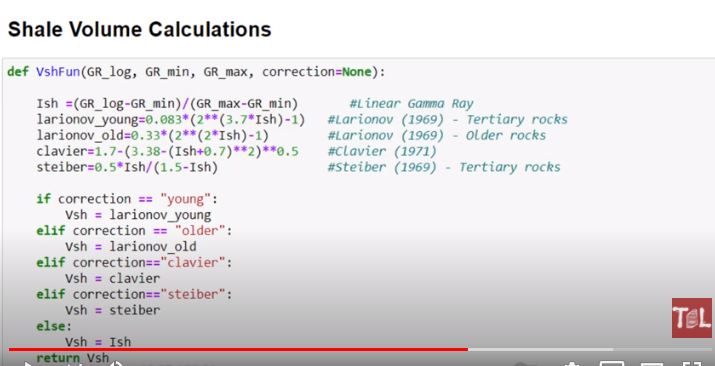 Shale Volume Calculations
def VshFun(GR_log, GR_min, GR_max, correction=None):
Ish =(GR_log-GR_min)/(GR_max-GR_min) #Linear Gamma Ray
larionov_young=0.083*(2**(3.7*Ish)-1) #Larionov (1969) - Tertiary rocks
larionov_old=0.33*(2**(2*Ish)-1) #Larionov (1969) - Older rocks
clavier=1.7-(3.38-(Ish+0.7)**2)**0.5 #Clavier (1971)
steiber=0.5*Ish/(1.5-Ish) #Steiber (1969) - Tertiary rocks
if correction == "young":
Vsh = larionov_young
elif correction == "older":
Vsh = larionov_old
elif correction=="clavier":
Vsh = clavier
elif correction=="steiber":
Vsh = steiber
else:
Vsh = Ish
return Vsh